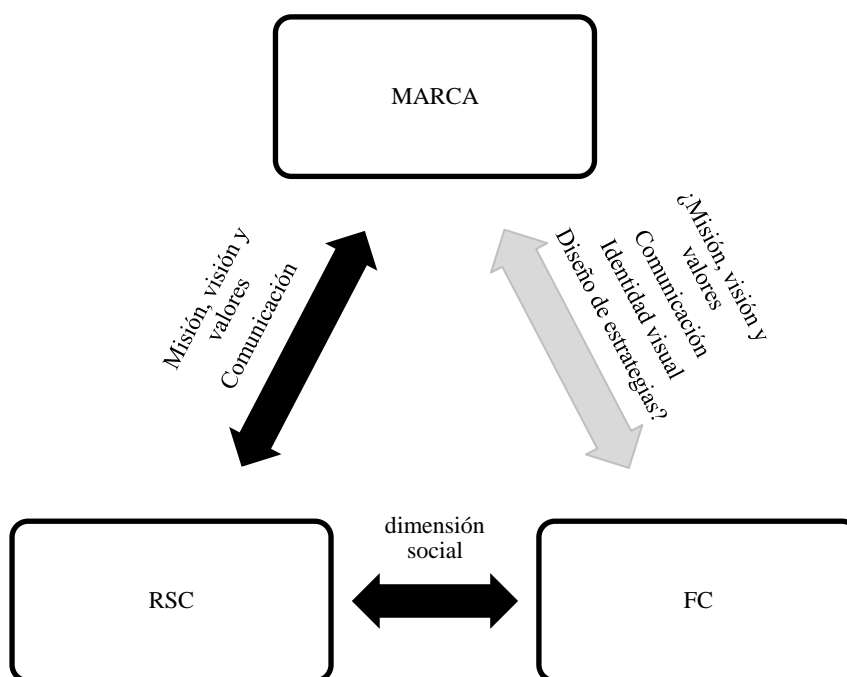 MARCA
Misión, visión y
valores
Comunicación
¿Misión, visión y
valores
Comunicación
Identidad visual
Diseño de estrategias?
dimensión
social
RSC
FC